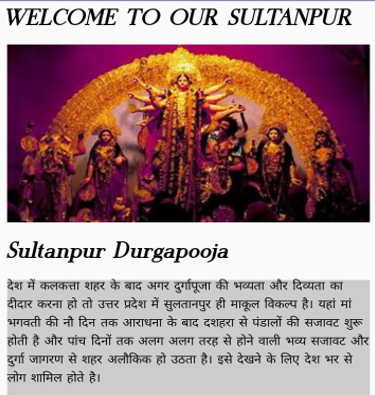 WELCOME TO OUR SULTANPUR
Sultanpur Durgapooja
देश में कलकत्ता शहर के बाद अगर दुर्गापूजा की भव्यता और दिव्यता का
दीदार करना हो तो उत्तर प्रदेश में सुलतानपुर ही माकूल विकल्प है। यहां मां
भगवती की नौ दिन तक आराधना के बाद दशहरा से पंडालों की सजावट शुरू
होती है और पांच दिनों तक अलग अलग तरह से होने वाली भव्य सजावट और
दुर्गा जागरण से शहर अलौकिक हो उठता है। इसे देखने के लिए देश भर से
लोग शामिल होते है।